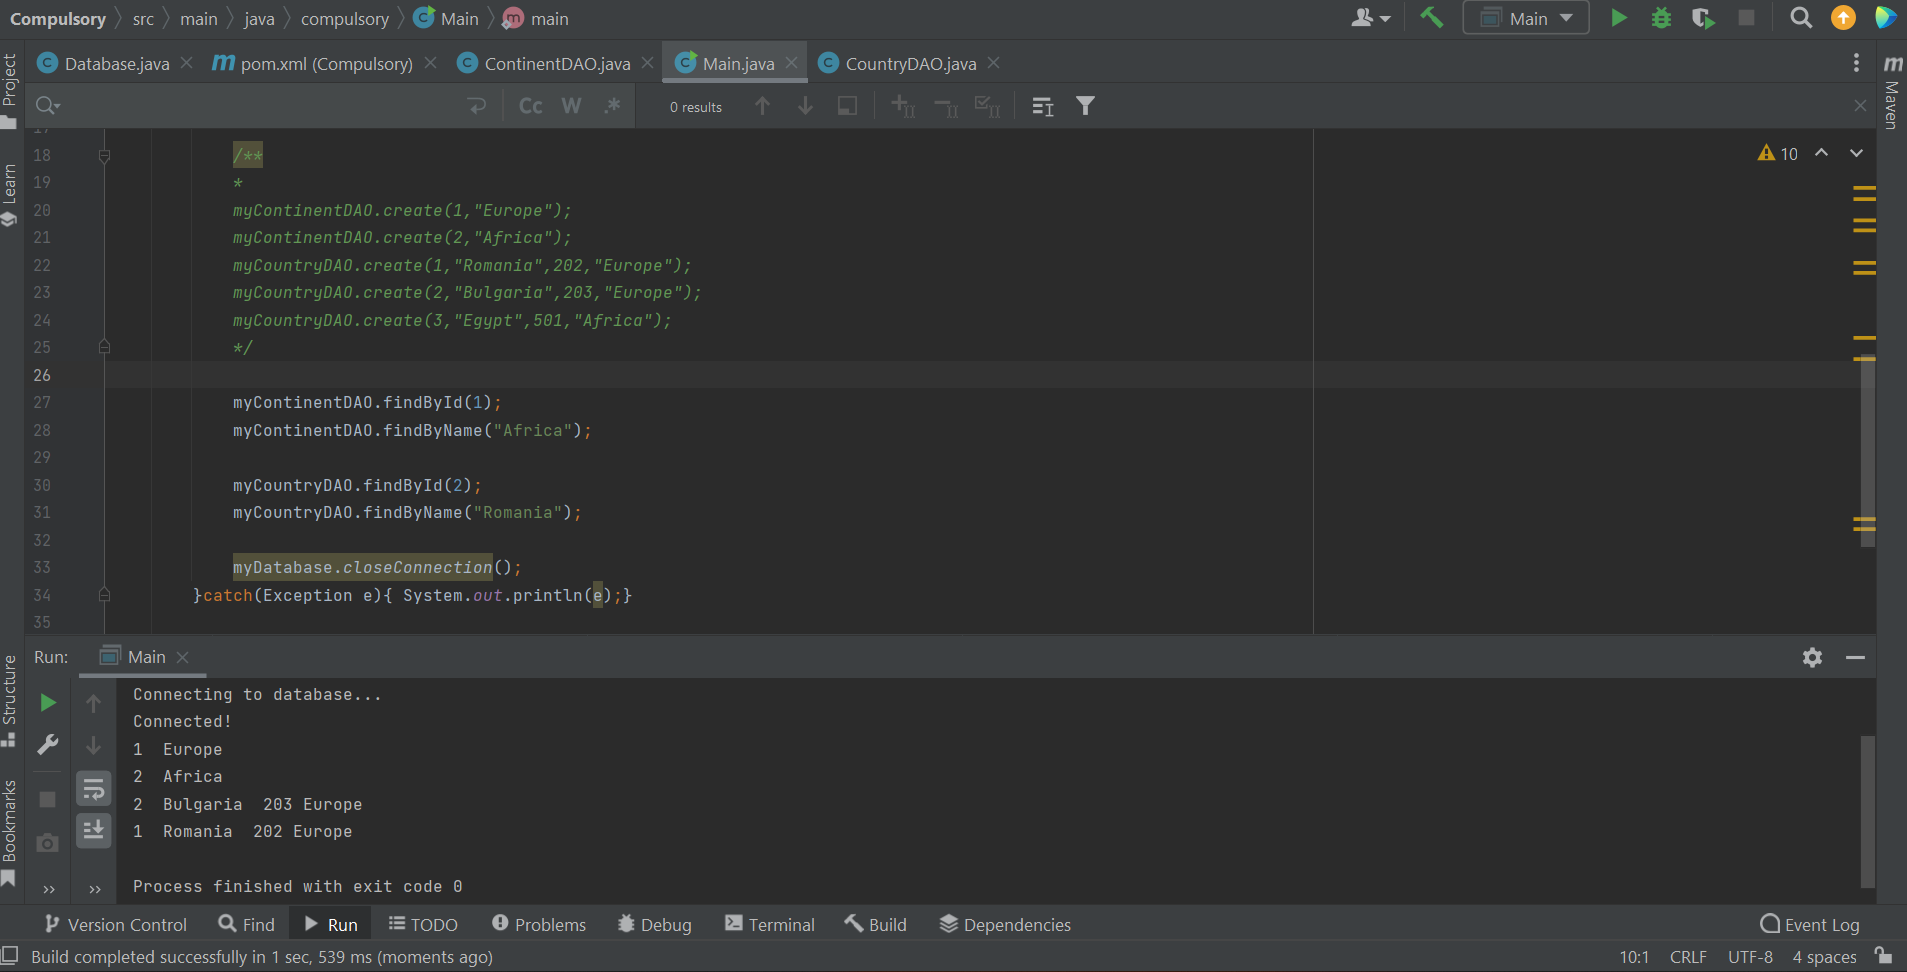 Compulsory src main java compulsory Main main Main
Database.java pom.xml (Compulsory) ContinentDAO.java Main.java CountryDAO.java
Cc W .* 0 results
Project
Learn
Structure
Bookmarks
Maven
10
17
18 /**
19 *
20 myContinentDAO.create(1,"Europe");
21 myContinentDAO.create(2,"Africa");
22 myCountryDAO.create(1,"Romania",202,"Europe");
23 myCountryDAO.create(2,"Bulgaria",203,"Europe");
24 myCountryDAO.create(3,"Egypt",501,"Africa");
25 */
26
27 myContinentDAO.findById(1);
28 myContinentDAO.findByName("Africa");
29
30 myCountryDAO.findById(2);
31 myCountryDAO.findByName("Romania");
32
33 myDatabase.closeConnection();
34 }catch(Exception e){ System.out.println(e);}
35
Run: Main
Connecting to database...
Connected!
1  Europe
2  Africa
2  Bulgaria  203 Europe
1  Romania  202 Europe
Process finished with exit code 0
Version Control Find Run TODO Problems Debug Terminal Build Dependencies Event Log
Build completed successfully in 1 sec, 539 ms (moments ago) 10:1 CRLF UTF-8 4 spaces